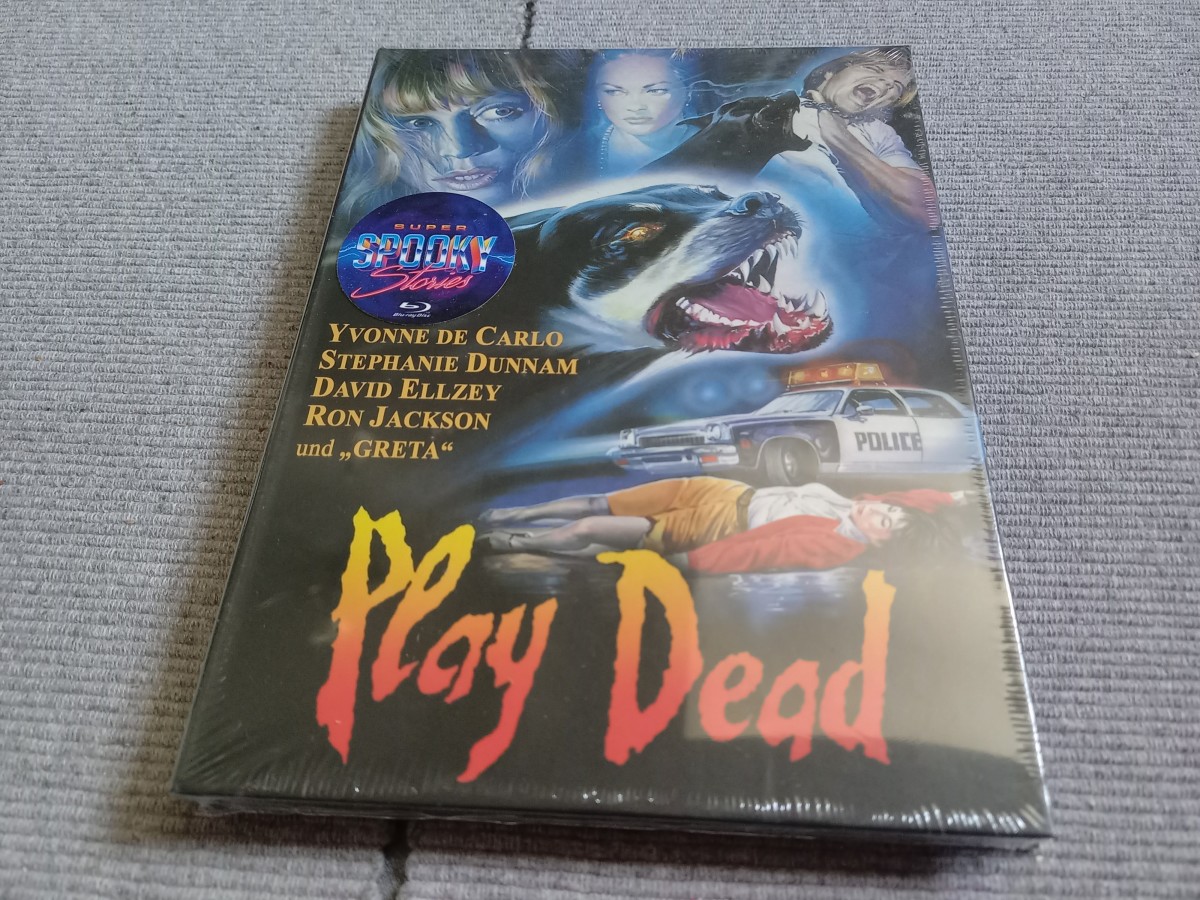 SUPER
SPOOKY
Stories
Blu-ray Disc
YVONNE DE CARLO
STEPHANIE DUNNAM
DAVID ELLZEY
RON JACKSON
und „GRETA“
POLICE
Play Dead